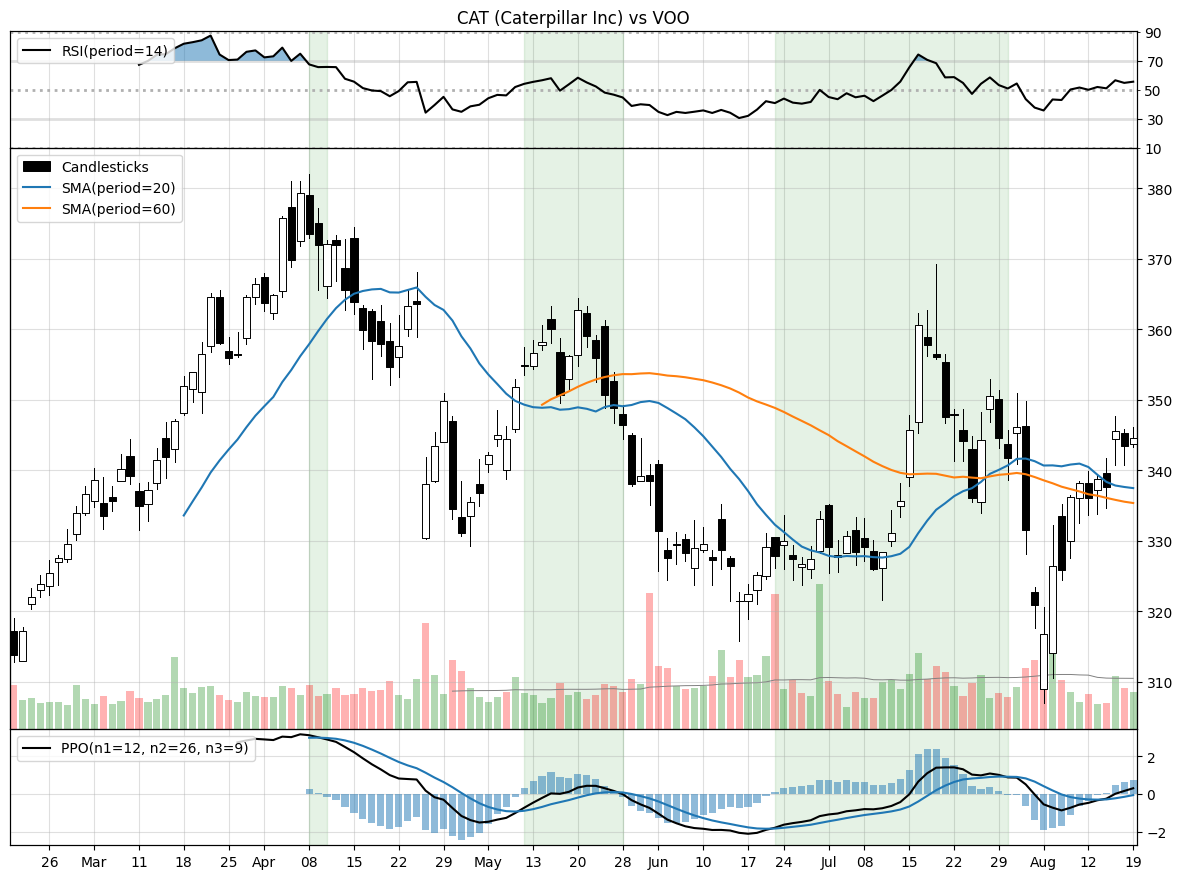 CAT (Caterpillar Inc) vs VOO
RSI(period=14)
90
70
50
30
10
Candlesticks
SMA(period=20)
SMA(period=60)
380
370
360
350
340
330
320
310
PPO(n1=12, n2=26, n3=9)
2
0
−2
26 Mar 11 18 25 Apr 08 15 22 29 May 13 20 28 Jun 10 17 24 Jul 08 15 22 29 Aug 12 19